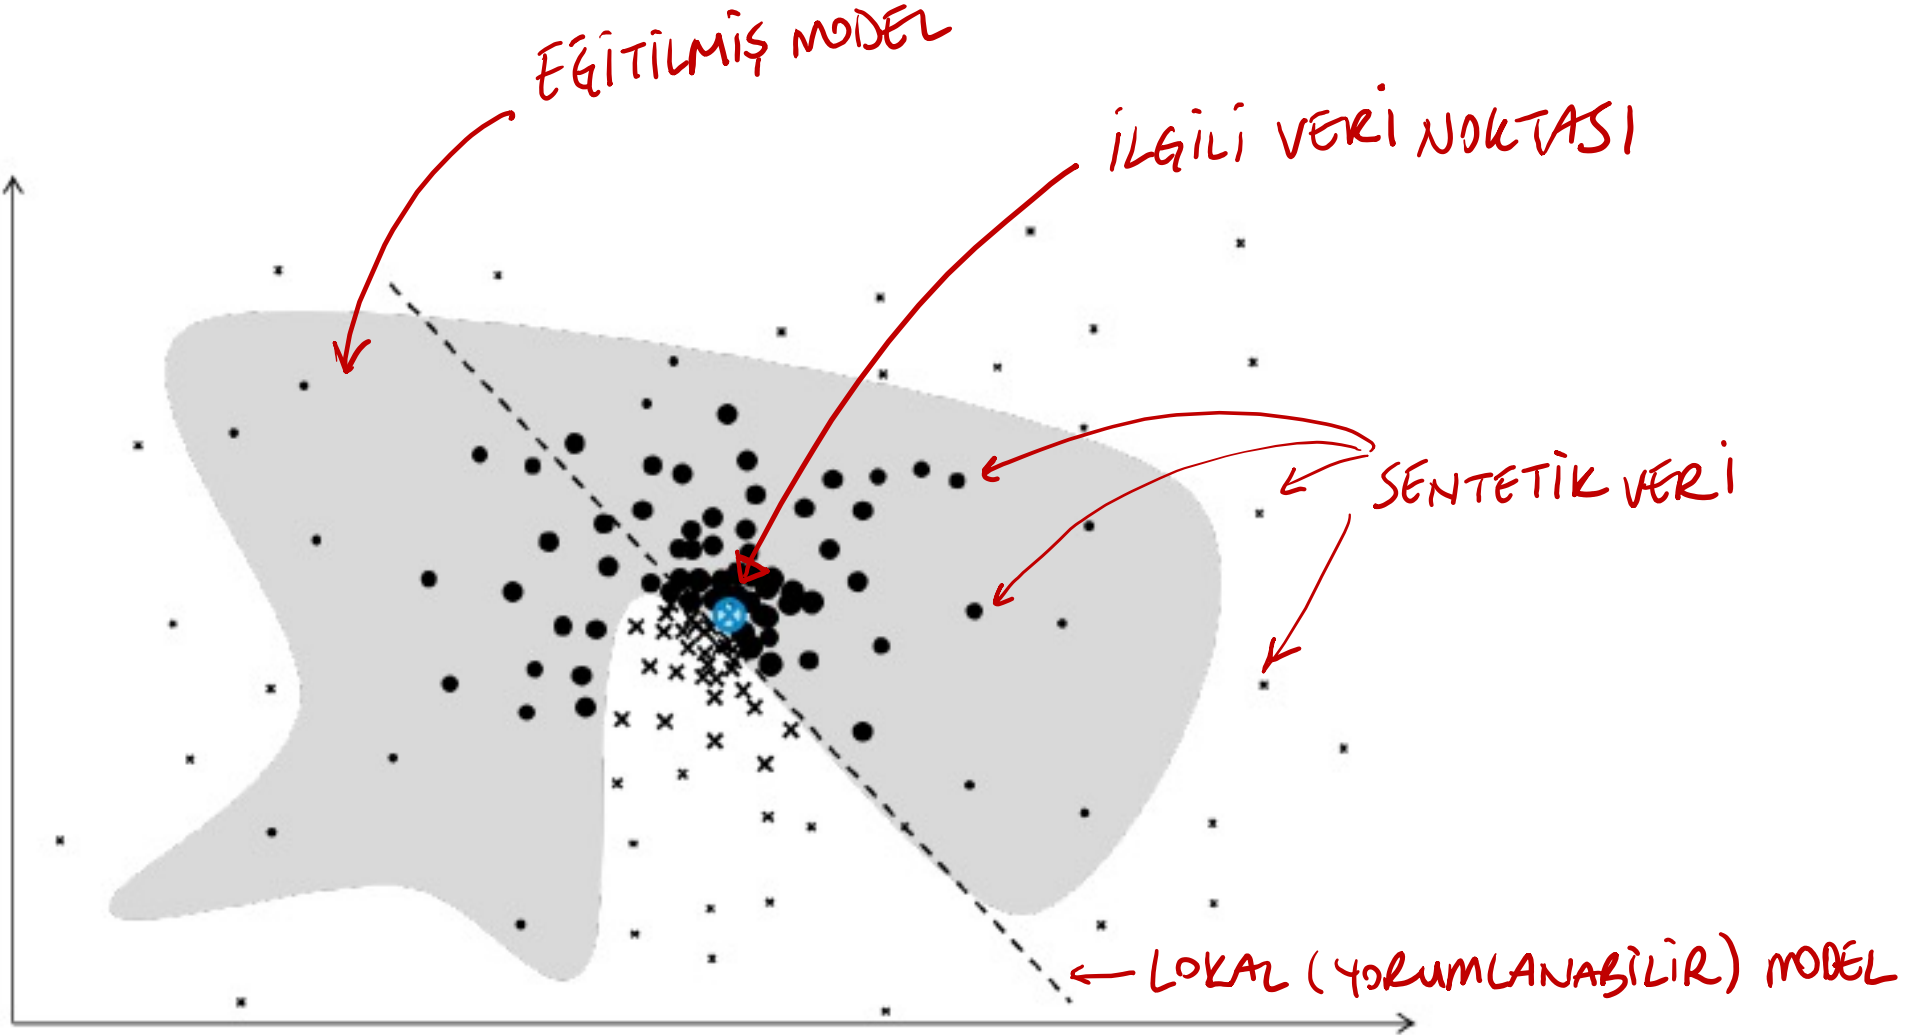 EĞİTİLMİŞ MODEL
İLGİLİ VERİ NOKTASI
SENTETİK VERİ
LOKAL (YORUMLANABİLİR) MODEL